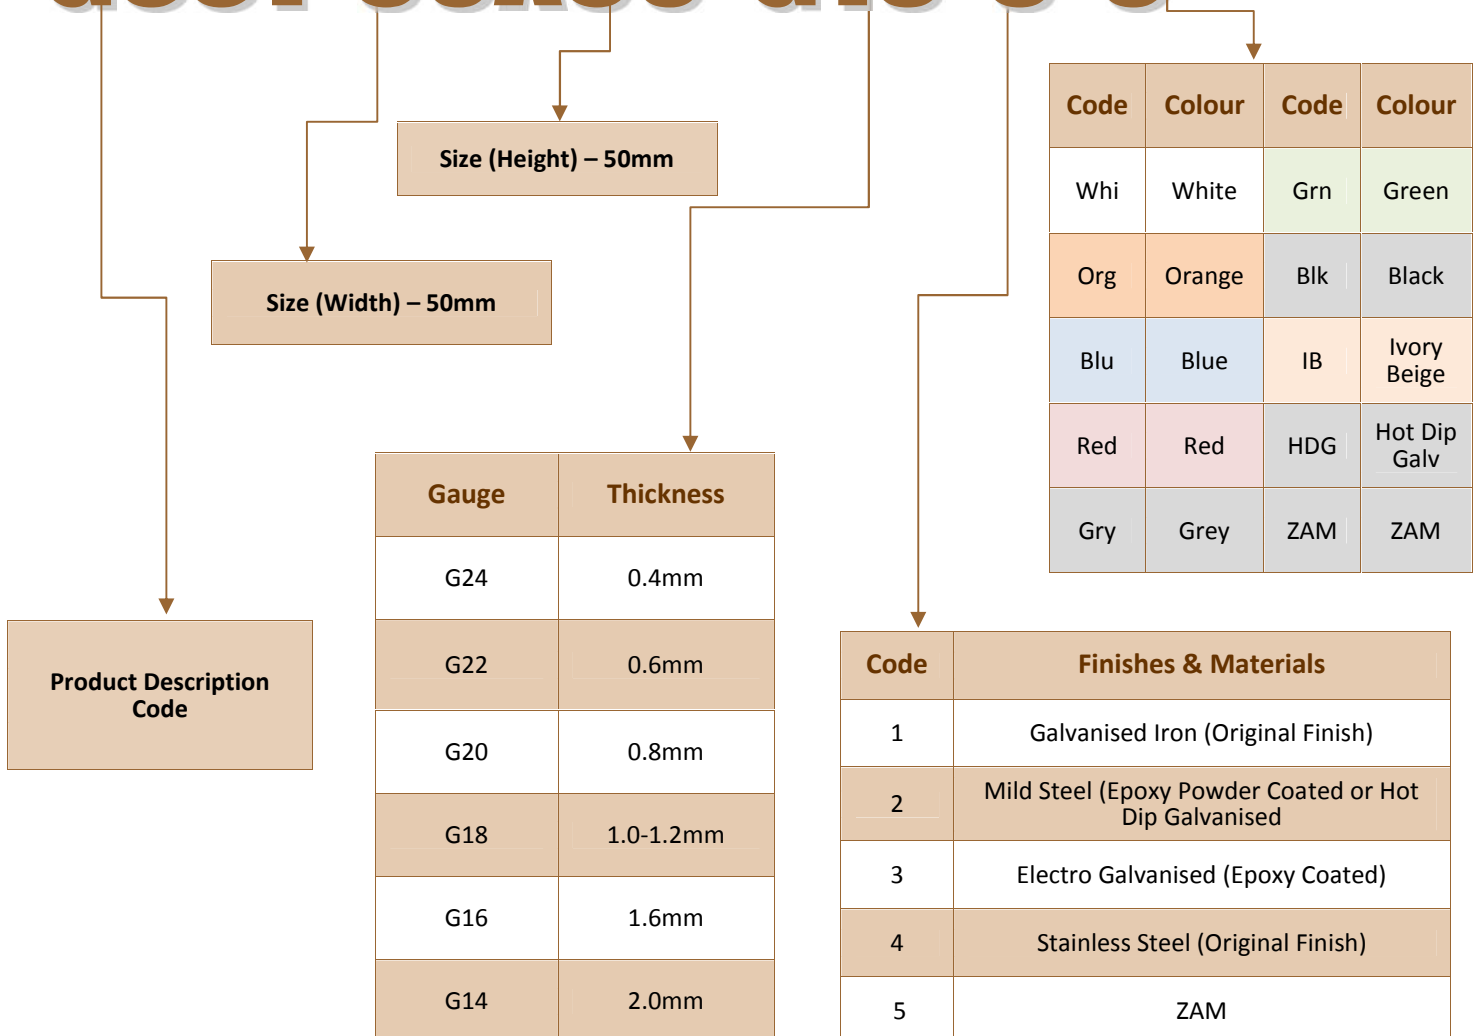 Size (Height) – 50mm
Size (Width) – 50mm
Product Description
Code
Gauge Thickness
G24 0.4mm
G22 0.6mm
G20 0.8mm
G18 1.0-1.2mm
G16 1.6mm
G14 2.0mm
Code Colour Code Colour
Whi White Grn Green
Org Orange Blk Black
Blu Blue IB Ivory
Beige
Red Red HDG Hot Dip
Galv
Gry Grey ZAM ZAM
Code Finishes & Materials
1 Galvanised Iron (Original Finish)
2 Mild Steel (Epoxy Powder Coated or Hot
Dip Galvanised
3 Electro Galvanised (Epoxy Coated)
4 Stainless Steel (Original Finish)
5 ZAM